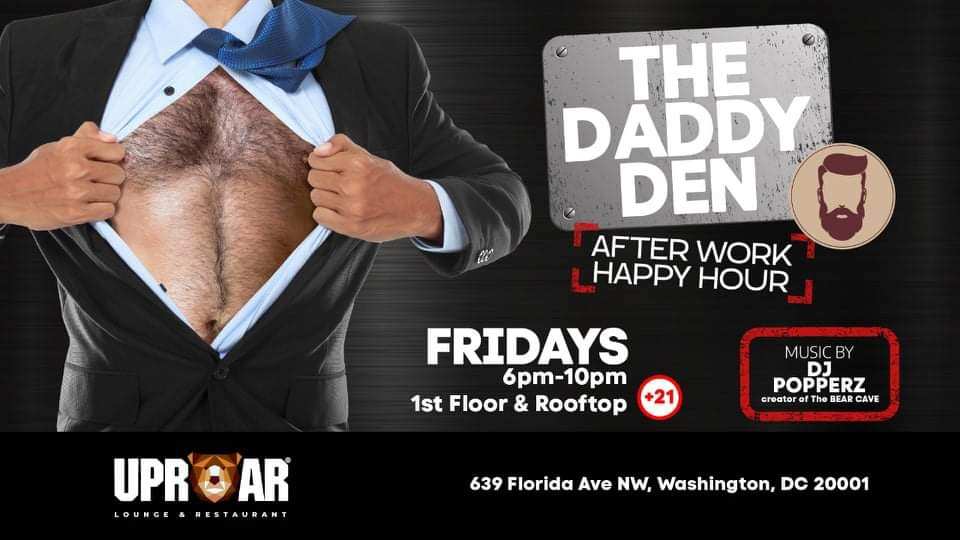 THE
DADDY
DEN
AFTER WORK
HAPPY HOUR
FRIDAYS
6pm-10pm
1st Floor & Rooftop
+21
MUSIC BY
DJ
POPPERZ
creator of The BEAR CAVE
UPROAR®
LOUNGE & RESTAURANT
639 Florida Ave NW, Washington, DC 20001